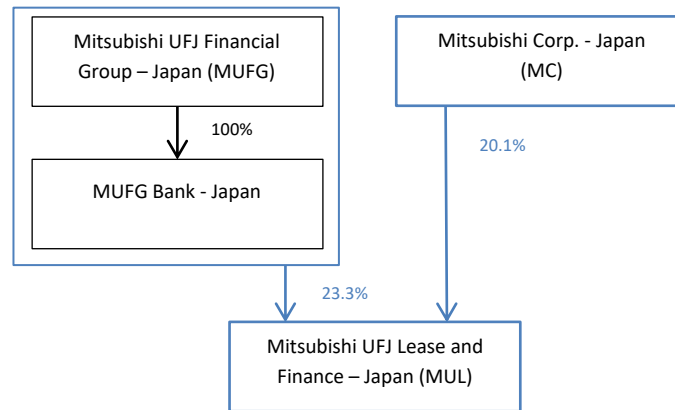 Mitsubishi UFJ Financial
Group – Japan (MUFG)
100%
MUFG Bank - Japan
Mitsubishi Corp. - Japan
(MC)
20.1%
23.3%
Mitsubishi UFJ Lease and
Finance – Japan (MUL)